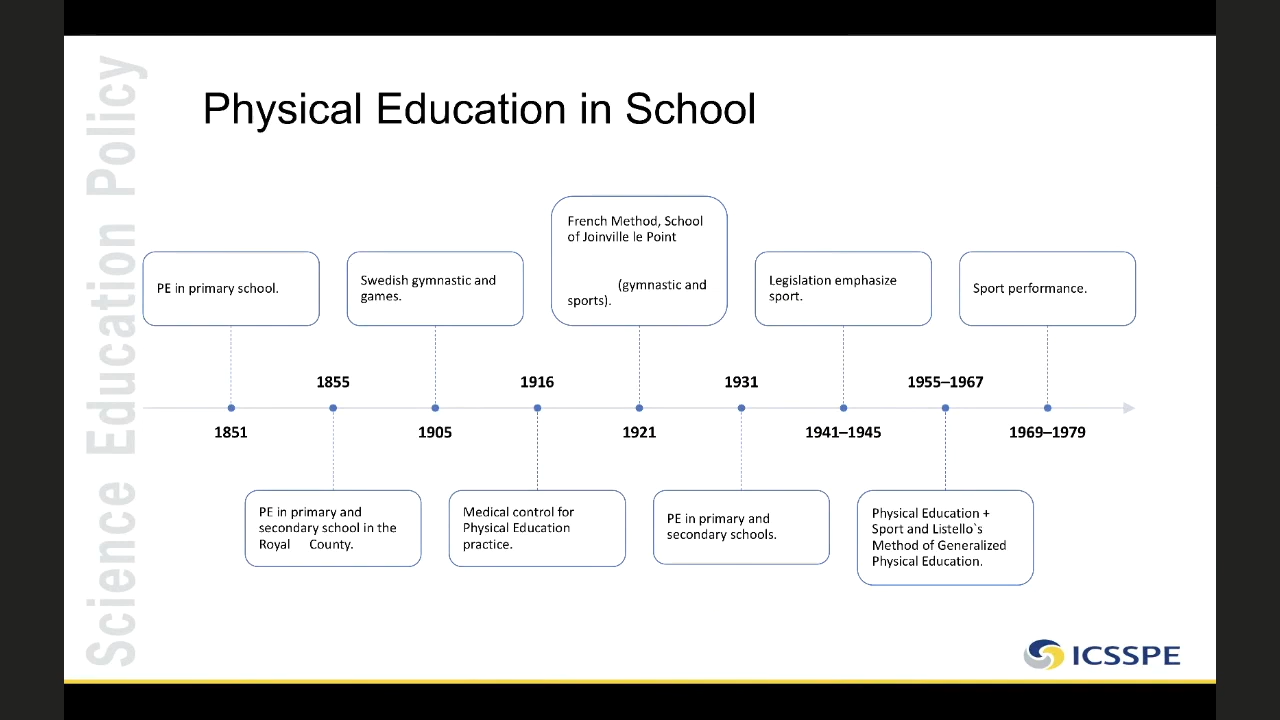 Science Education Policy
Physical Education in School
French Method, School
of Joinville le Point
(gymnastic and
sports).
PE in primary school.
Swedish gymnastic and
games.
Legislation emphasize
sport.
Sport performance.
1855
1916
1931
1955–1967
1851
1905
1921
1941–1945
1969–1979
PE in primary and
secondary school in the
Royal County.
Medical control for
Physical Education
practice.
PE in primary and
secondary schools.
Physical Education +
Sport and Listello`s
Method of Generalized
Physical Education.
ICSSPE